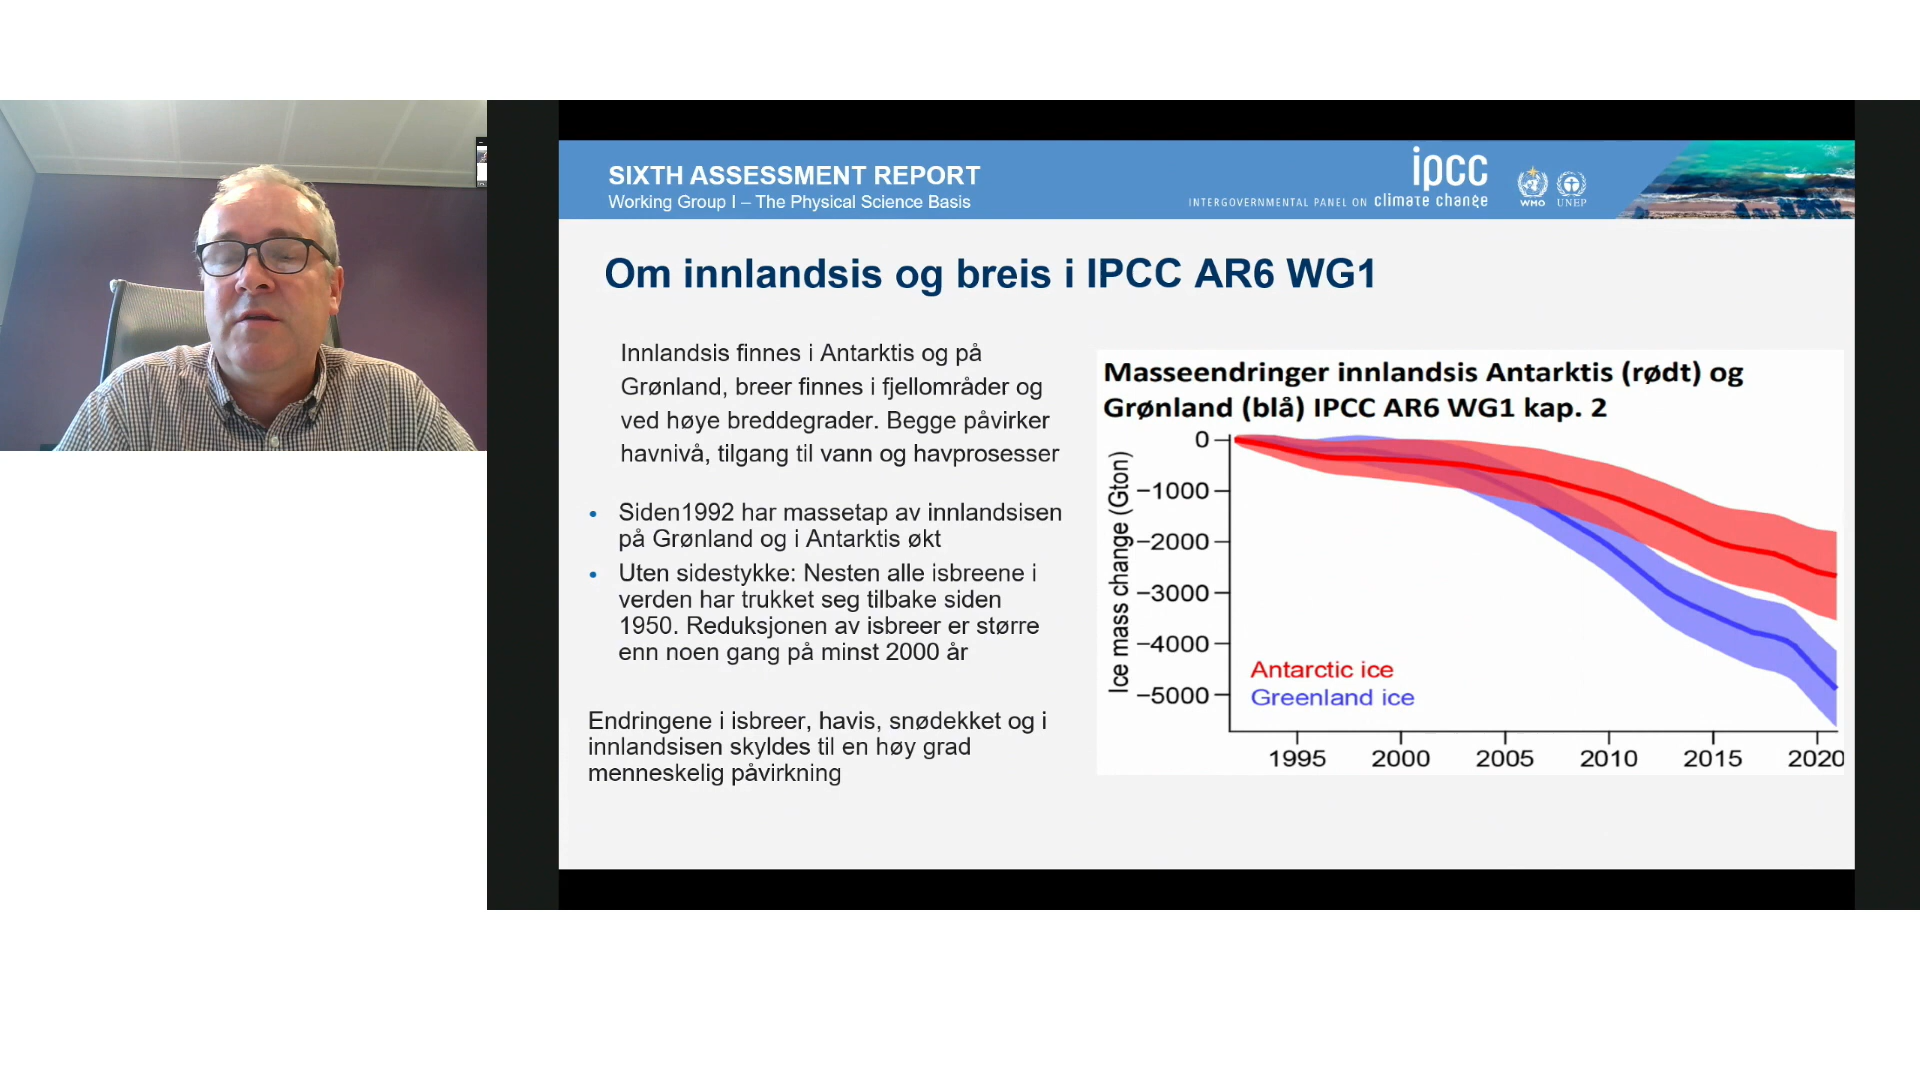 SIXTH ASSESSMENT REPORT
Working Group I – The Physical Science Basis
ipcc
INTERGOVERNMENTAL PANEL ON climate change
WMO
UNEP
Om innlandsis og breis i IPCC AR6 WG1
Innlandsis finnes i Antarktis og på
Grønland, breer finnes i fjellområder og
ved høye breddegrader. Begge påvirker
havnivå, tilgang til vann og havprosesser
• Siden1992 har massetap av innlandsisen
på Grønland og i Antarktis økt
• Uten sidestykke: Nesten alle isbreene i
verden har trukket seg tilbake siden
1950. Reduksjonen av isbreer er større
enn noen gang på minst 2000 år
Endringene i isbreer, havis, snødekket og i
innlandsisen skyldes til en høy grad
menneskelig påvirkning
Masseendringer innlandsis Antarktis (rødt) og
Grønland (blå) IPCC AR6 WG1 kap. 2
Ice mass change (Gton)
0
−1000
−2000
−3000
−4000
−5000
Antarctic ice
Greenland ice
1995 2000 2005 2010 2015 2020